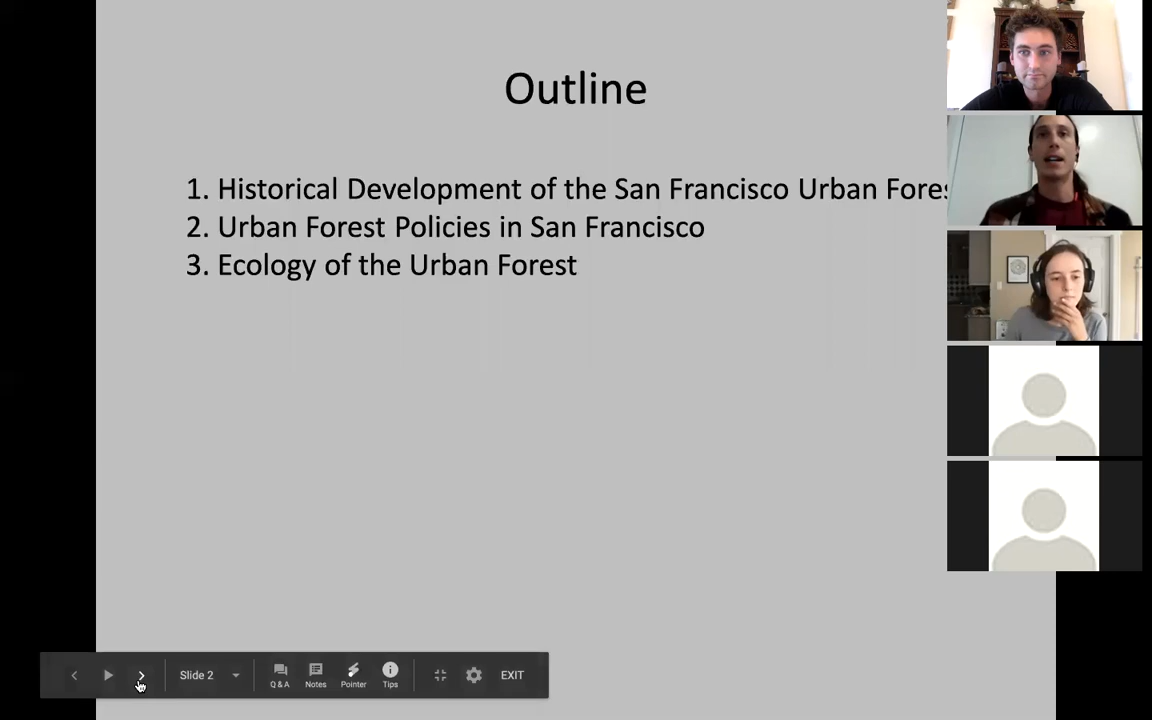 Outline
1. Historical Development of the San Francisco Urban Fores
2. Urban Forest Policies in San Francisco
3. Ecology of the Urban Forest
Slide 2
Q & A
Notes
Pointer
Tips
EXIT